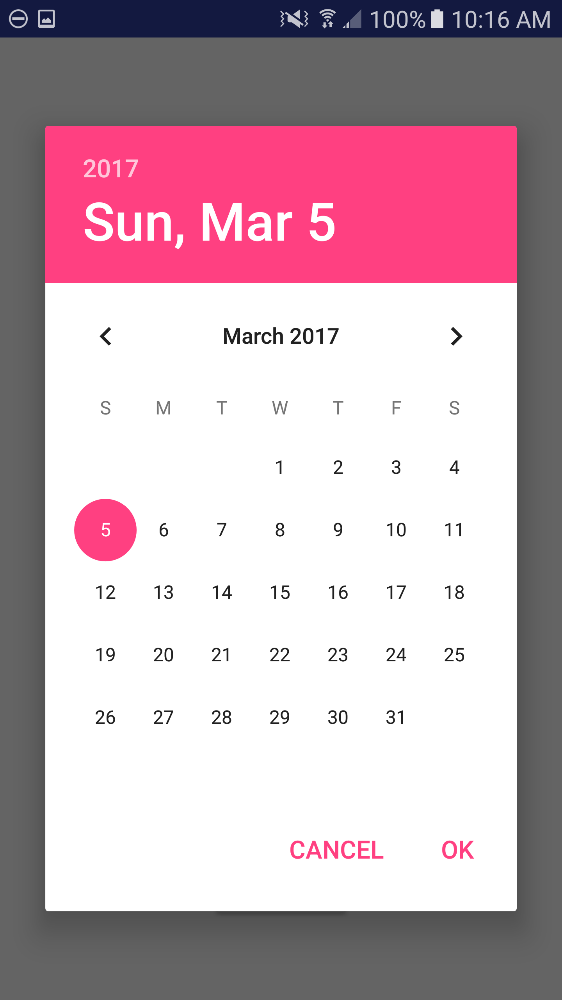 100% 10:16 AM
2017
Sun, Mar 5
March 2017
S M T W T F S
1 2 3 4
5 6 7 8 9 10 11
12 13 14 15 16 17 18
19 20 21 22 23 24 25
26 27 28 29 30 31
CANCEL OK